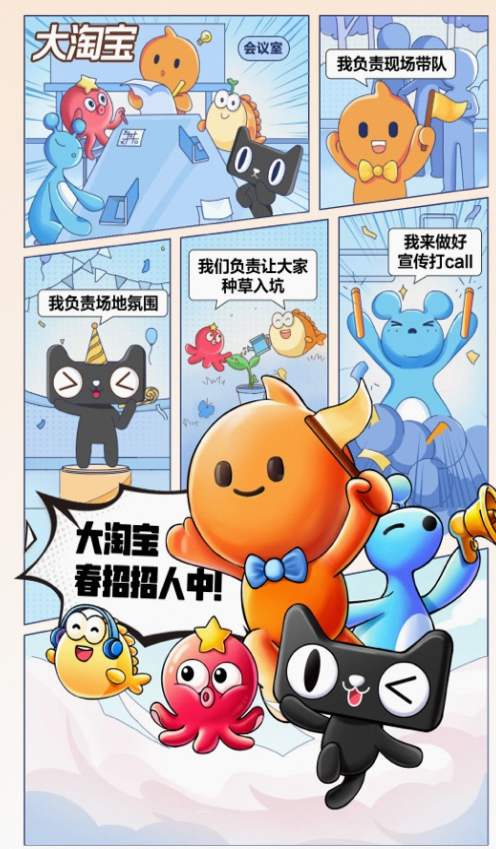 大淘宝
会议室
我负责现场带队
我负责场地氛围
我们负责让大家
种草入坑
我来做好
宣传打call
大淘宝
春招招人中!